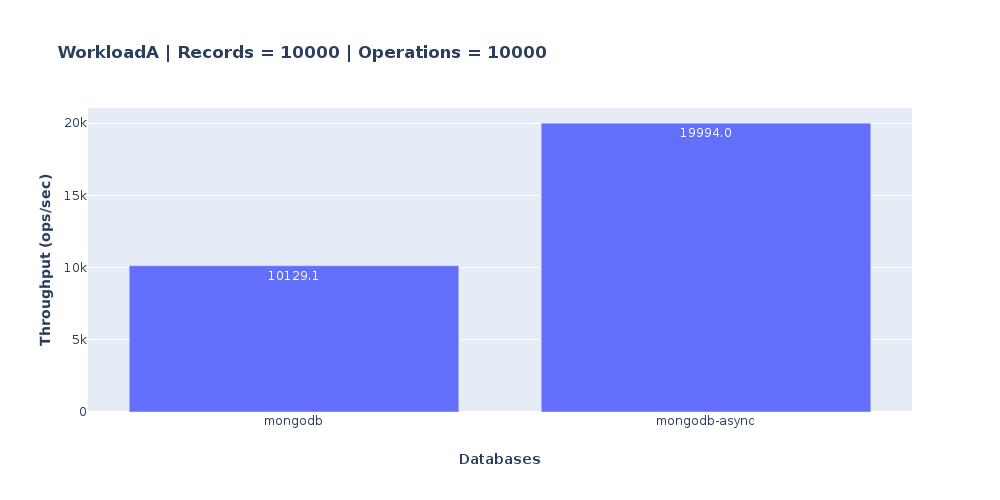 WorkloadA | Records = 10000 | Operations = 10000
Throughput (ops/sec)
20k
15k
10k
5k
0
10129.1
19994.0
mongodb
mongodb-async
Databases